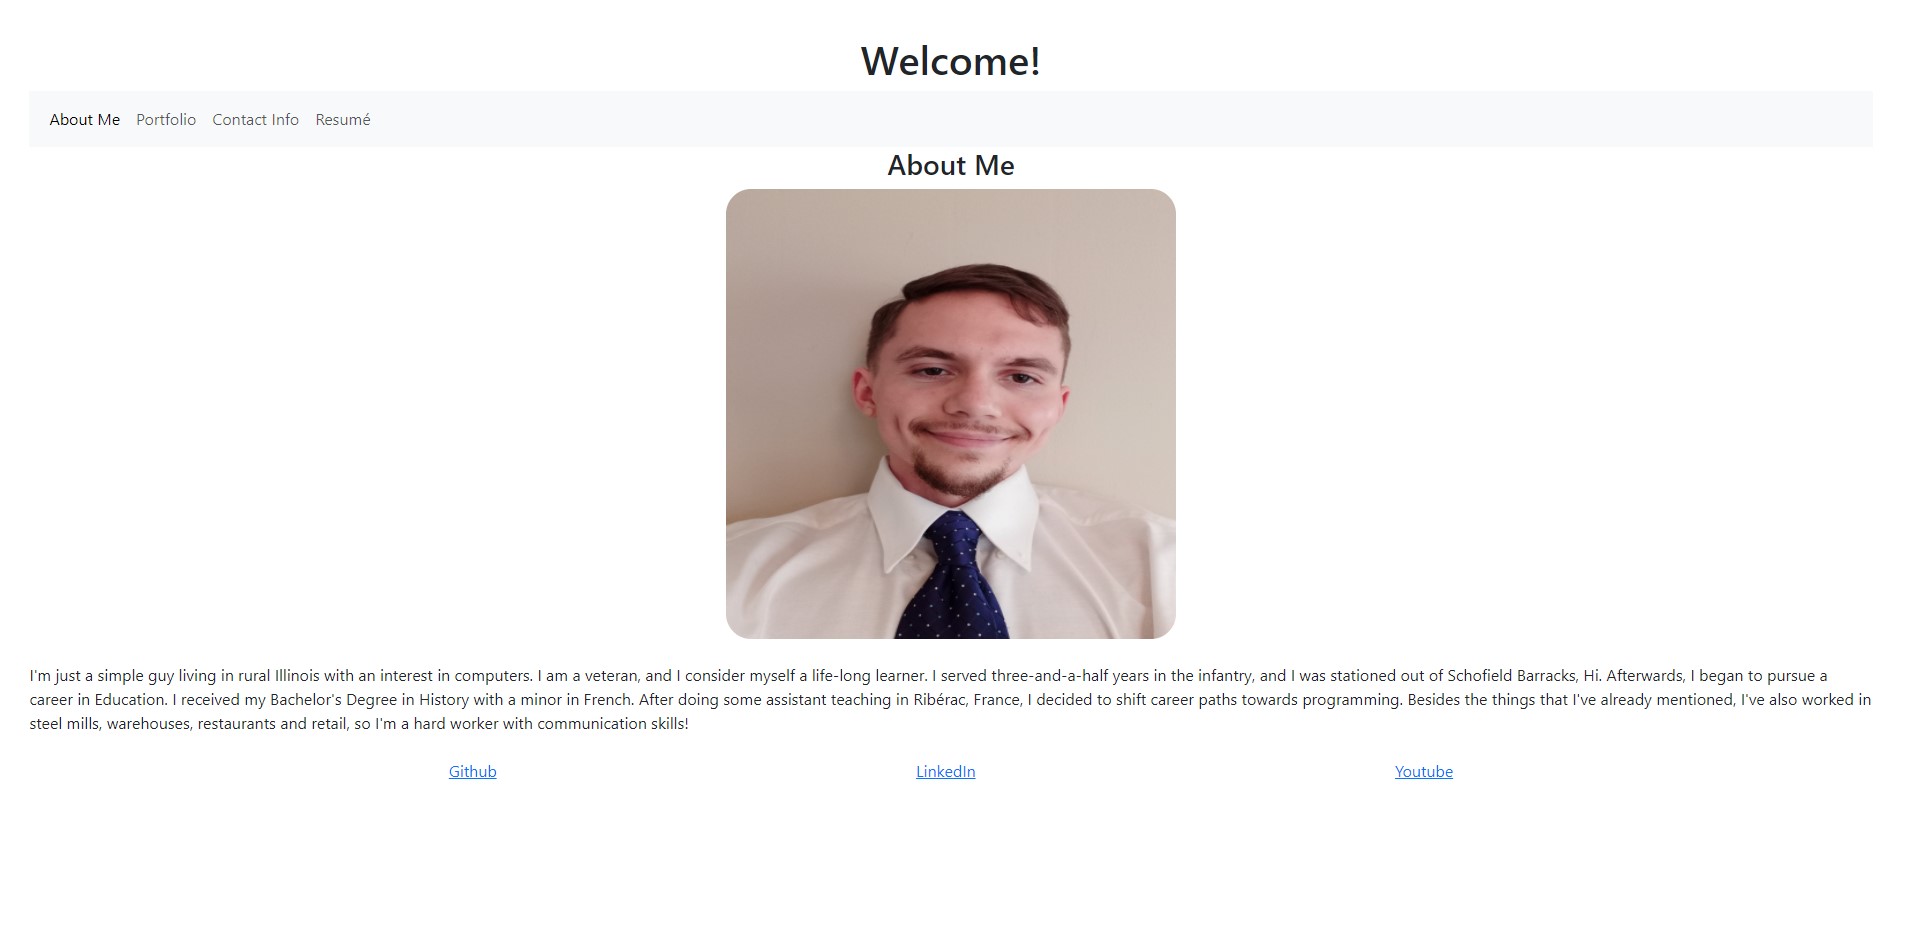 Welcome!
About Me Portfolio Contact Info Resumé
About Me
I'm just a simple guy living in rural Illinois with an interest in computers. I am a veteran, and I consider myself a life-long learner. I served three-and-a-half years in the infantry, and I was stationed out of Schofield Barracks, Hi. Afterwards, I began to pursue a
career in Education. I received my Bachelor's Degree in History with a minor in French. After doing some assistant teaching in Ribérac, France, I decided to shift career paths towards programming. Besides the things that I've already mentioned, I've also worked in
steel mills, warehouses, restaurants and retail, so I'm a hard worker with communication skills!
Github LinkedIn Youtube